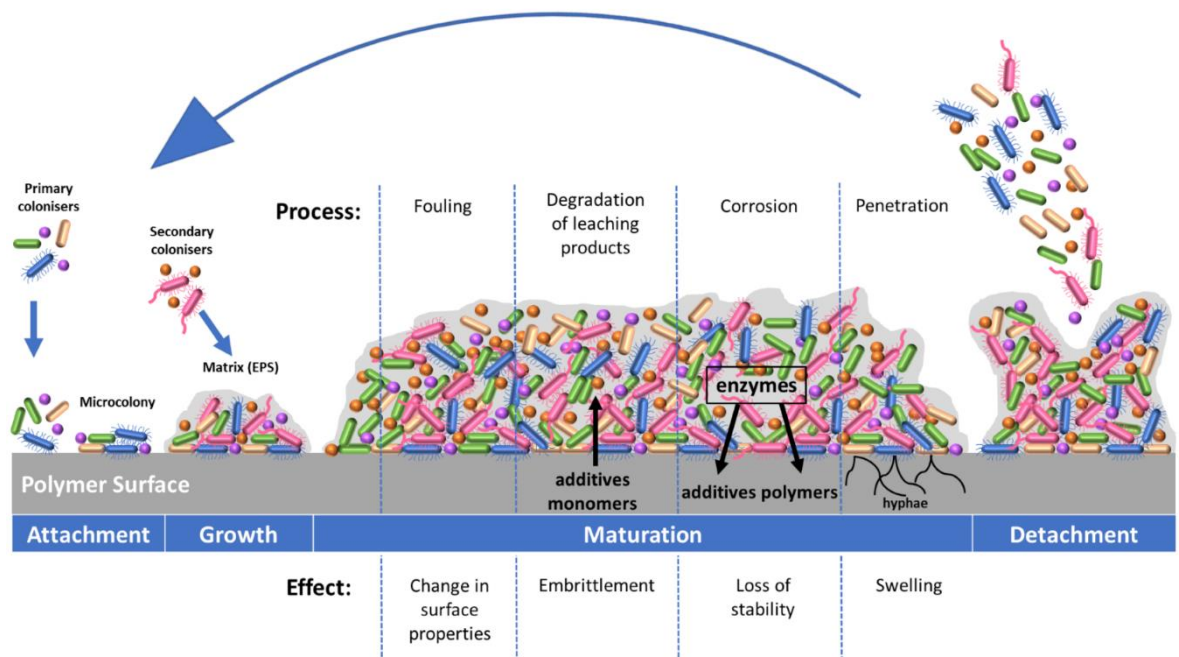 Primary
colonisers
Secondary
colonisers
Process:
Fouling
Degradation
of leaching
products
Corrosion
Penetration
Matrix (EPS)
Microcolony
enzymes
Polymer Surface
additives
monomers
additives polymers
hyphae
Attachment
Growth
Maturation
Detachment
Effect:
Change in
surface
properties
Embrittlement
Loss of
stability
Swelling